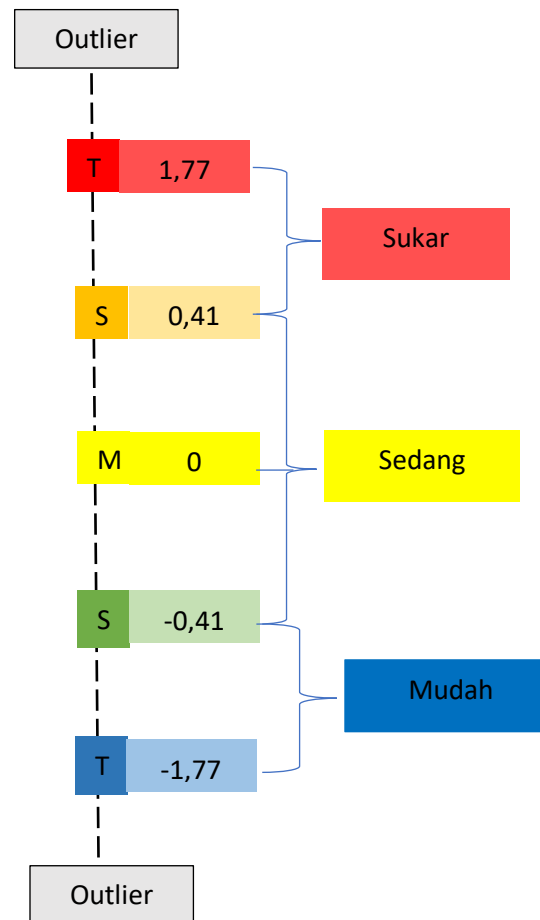 Outlier
T 1,77
Sukar
S 0,41
M 0
Sedang
S -0,41
Mudah
T -1,77
Outlier